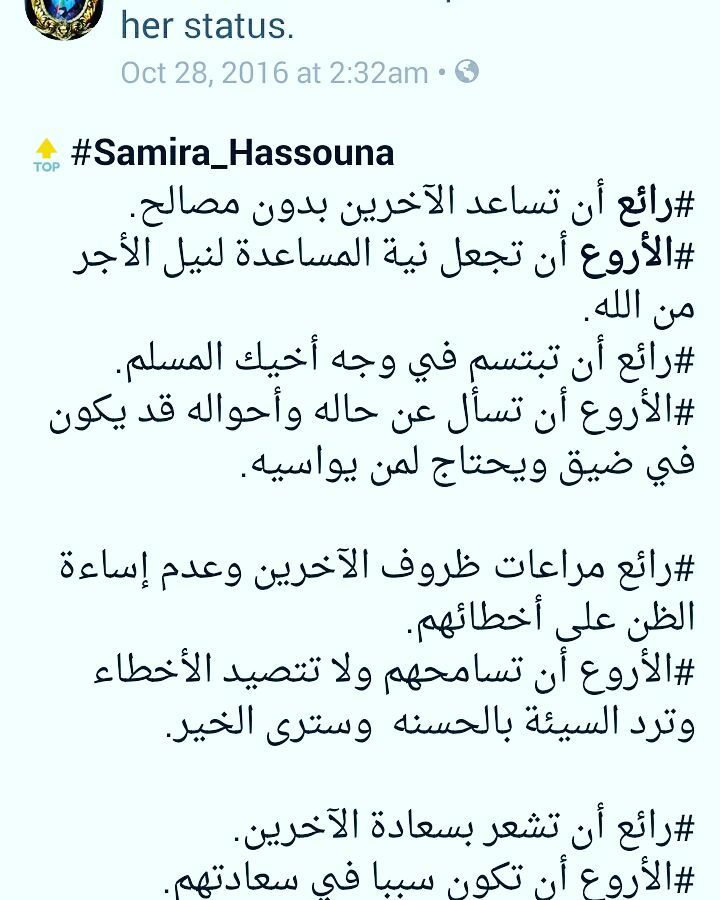 her status.
Oct 28, 2016 at 2:32am •
TOP #Samira_Hassouna
#رائع أن تساعد الآخرين بدون مصالح.
#الأروع أن تجعل نية المساعدة لنيل الأجر
من الله.
#رائع أن تبتسم في وجه أخيك المسلم.
#الأروع أن تسأل عن حاله وأحواله قد يكون
في ضيق ويحتاج لمن يواسيه.
#رائع مراعات ظروف الآخرين وعدم إساءة
الظن على أخطائهم.
#الأروع أن تسامحهم ولا تتصيد الأخطاء
وترد السيئة بالحسنه وسترى الخير.
#رائع أن تشعر بسعادة الآخرين.
#الأروع أن تكون سببا في سعادتهم.